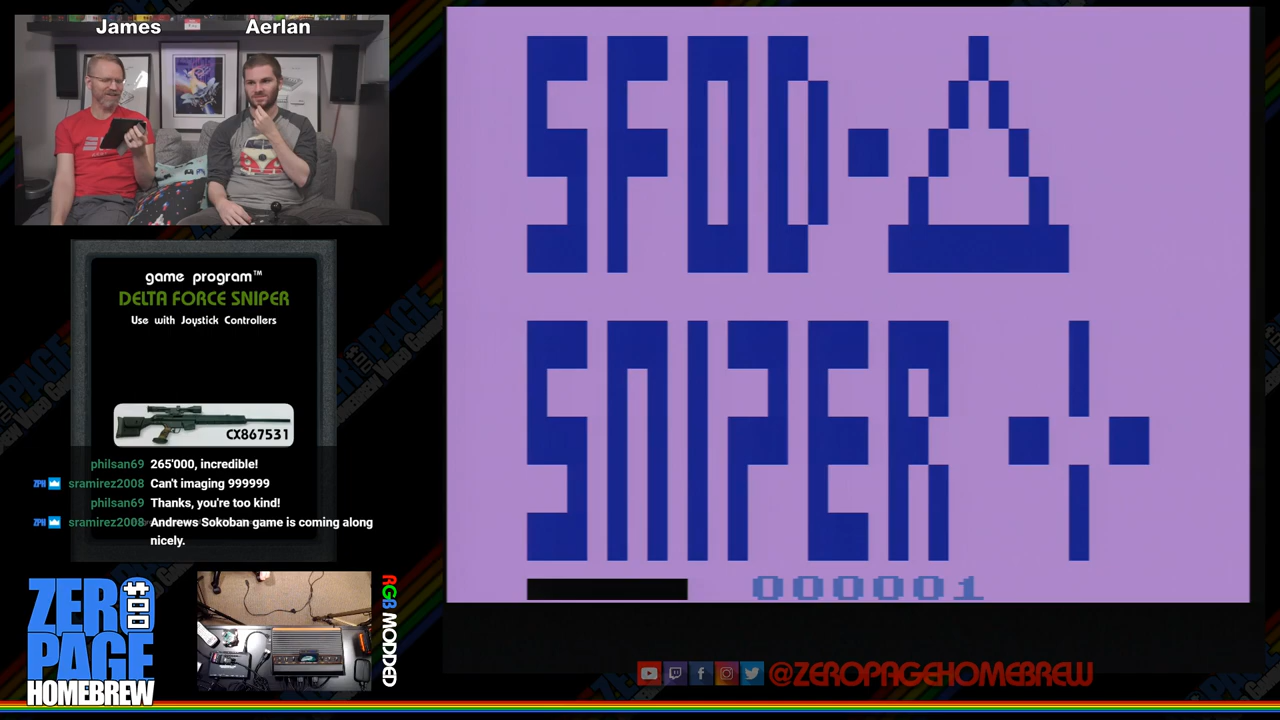 James
Aerlan
game program™
DELTA FORCE SNIPER
Use with Joystick Controllers
CX867531
philsan69 265'000, incredible!
ZPH sramirez2008 Can't imaging 999999
philsan69 Thanks, you're too kind!
ZPH sramirez2008 Andrews Sokoban game is coming along
nicely.
ZERO
PAGE
HOMEBREW
RGB MODDED
SFOD-
SNIPER
000001
@ZEROPAGEHOMEBREW